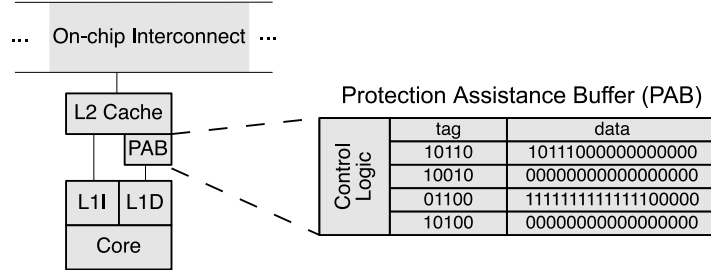 ... On-chip Interconnect ...
L2 Cache
PAB
L1I L1D
Core
Protection Assistance Buffer (PAB)
Control Logic
tag data
10110 10111000000000000
10010 00000000000000000
01100 1111111111111100000
10100 00000000000000000